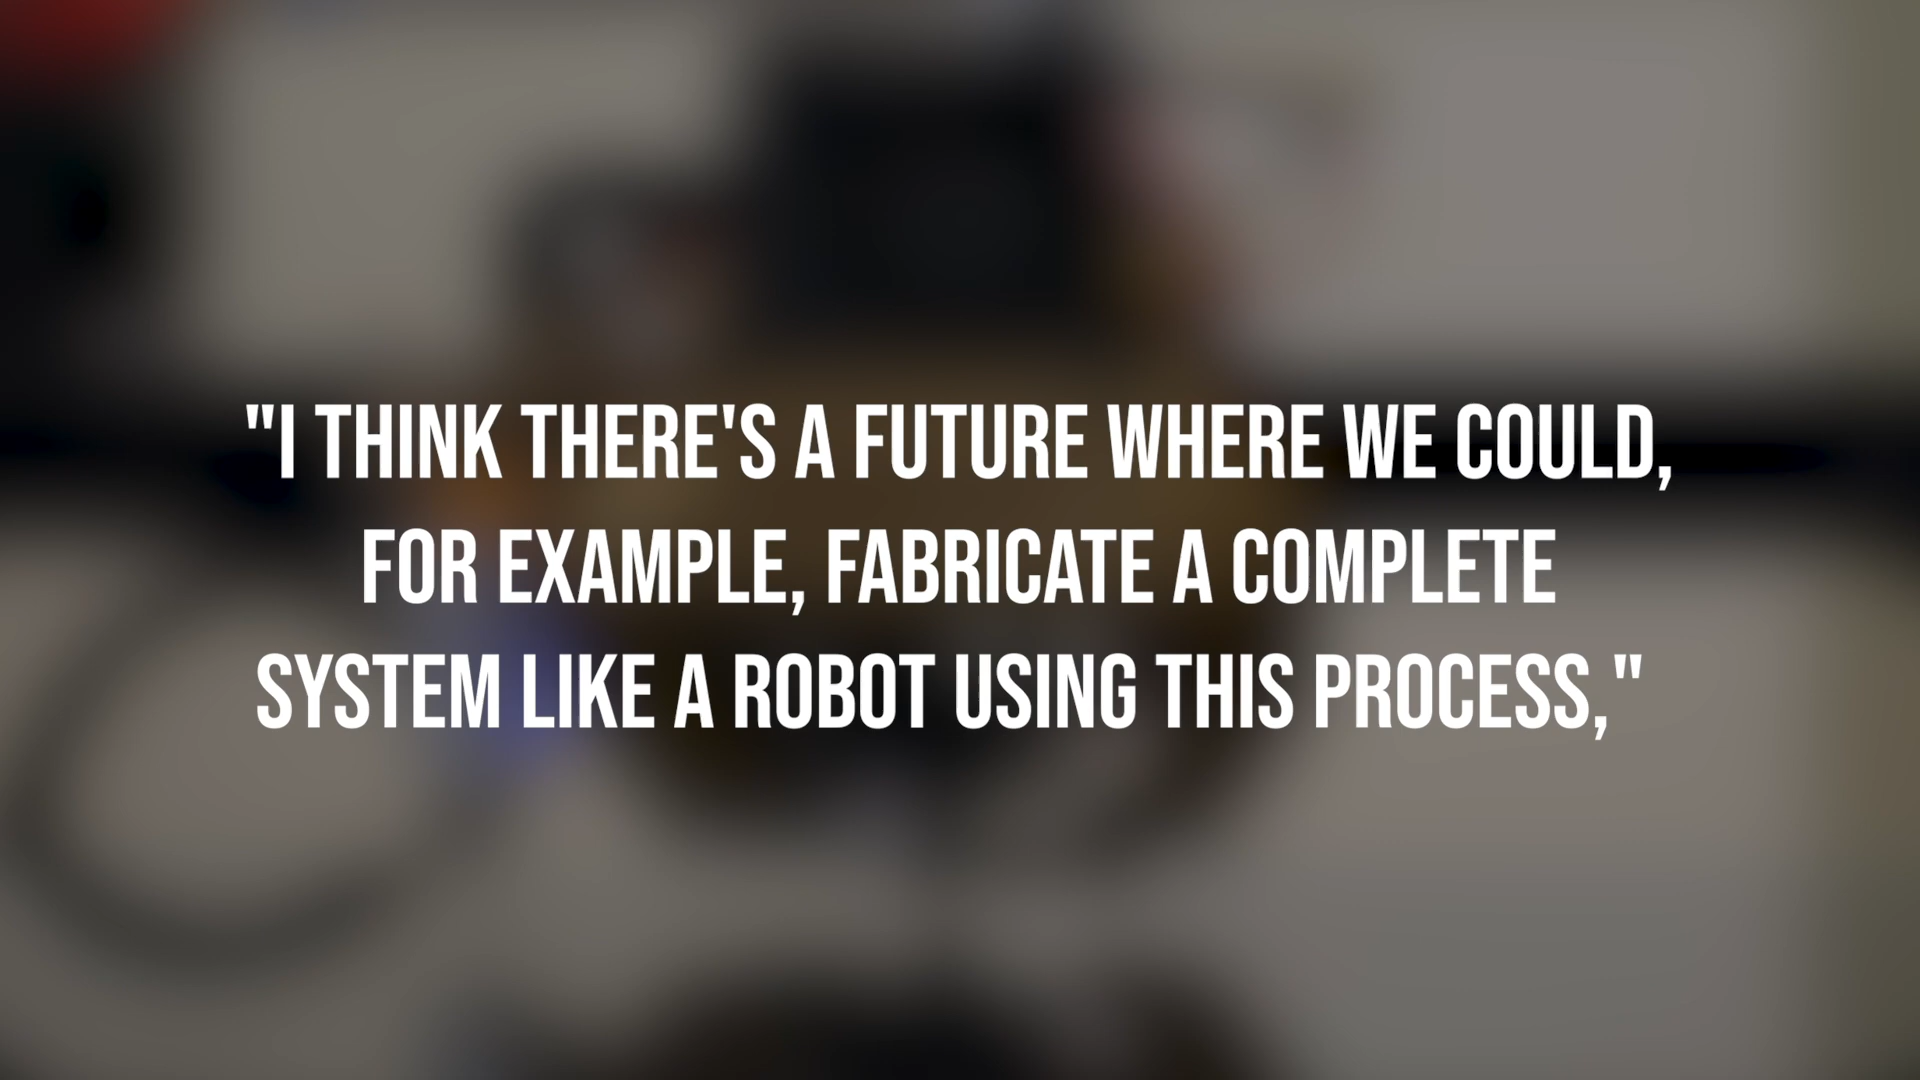 "I THINK THERE'S A FUTURE WHERE WE COULD,
FOR EXAMPLE, FABRICATE A COMPLETE
SYSTEM LIKE A ROBOT USING THIS PROCESS,"